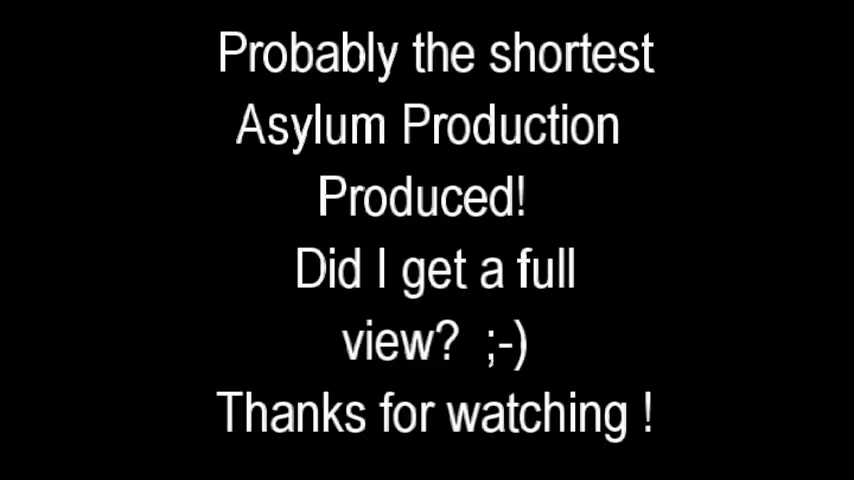 Probably the shortest
Asylum Production
Produced!
Did I get a full
view? ;-)
Thanks for watching !